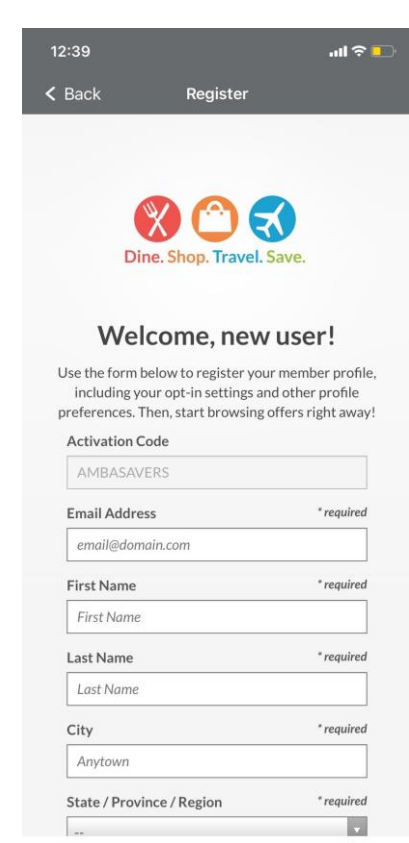 12:39
Back Register
Dine. Shop. Travel. Save.
Welcome, new user!
Use the form below to register your member profile,
including your opt-in settings and other profile
preferences. Then, start browsing offers right away!
Activation Code
AMBASAVERS
Email Address * required
email@domain.com
First Name * required
First Name
Last Name * required
Last Name
City * required
Anytown
State / Province / Region * required
--